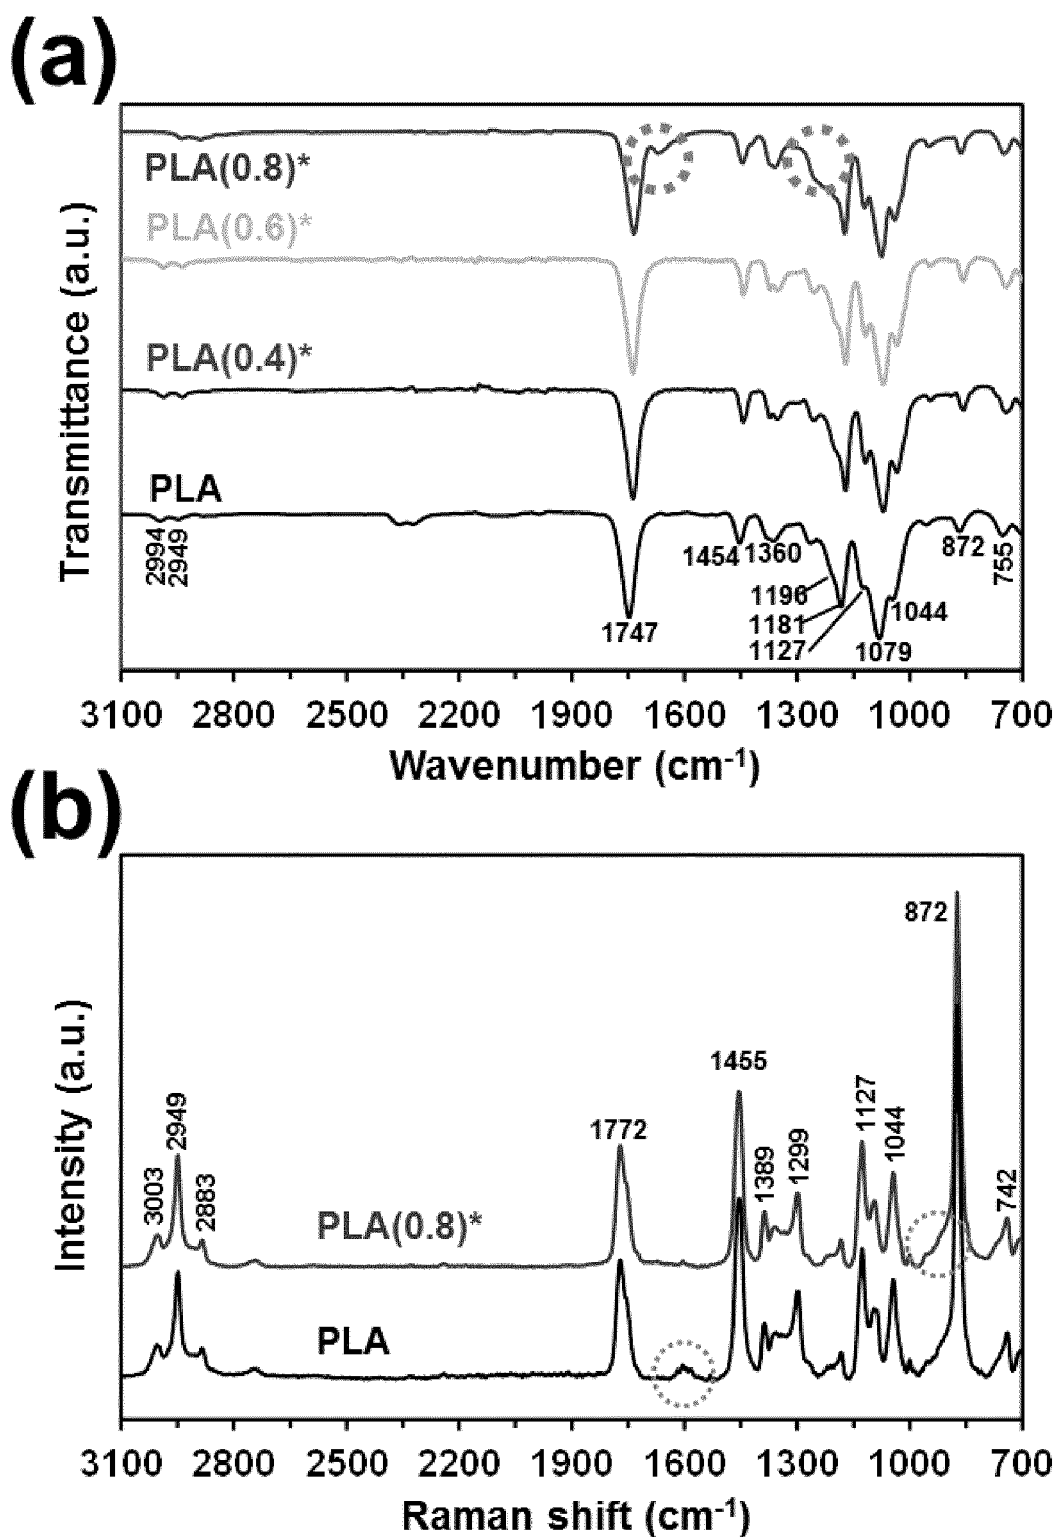 (a)
Transmittance (a.u.)
PLA(0.8)*
PLA(0.6)*
PLA(0.4)*
PLA
2994
2949
1747
1454
1360
1196
1181
1127
1079
1044
872
755
3100 2800 2500 2200 1900 1600 1300 1000 700
Wavenumber (cm-1)
(b)
Intensity (a.u.)
3003
2949
2883
1772
1455
1389
1299
1127
1044
872
742
PLA(0.8)*
PLA
3100 2800 2500 2200 1900 1600 1300 1000 700
Raman shift (cm-1)